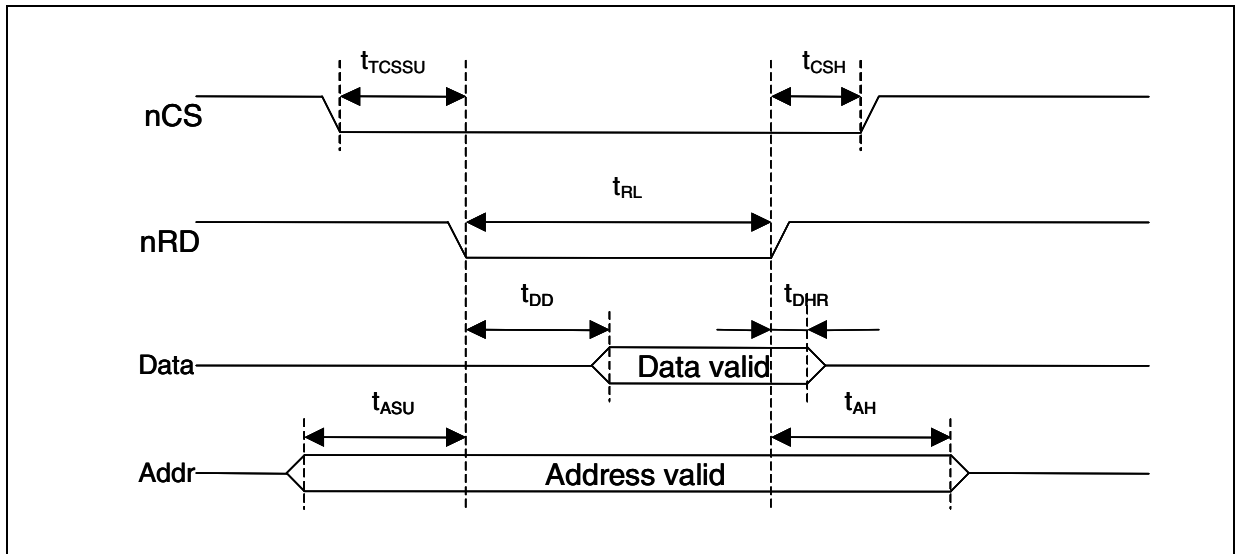 tTCSSU
tCSH
nCS
tRL
nRD
tDD
tDHR
Data
Data valid
tASU
tAH
Addr
Address valid